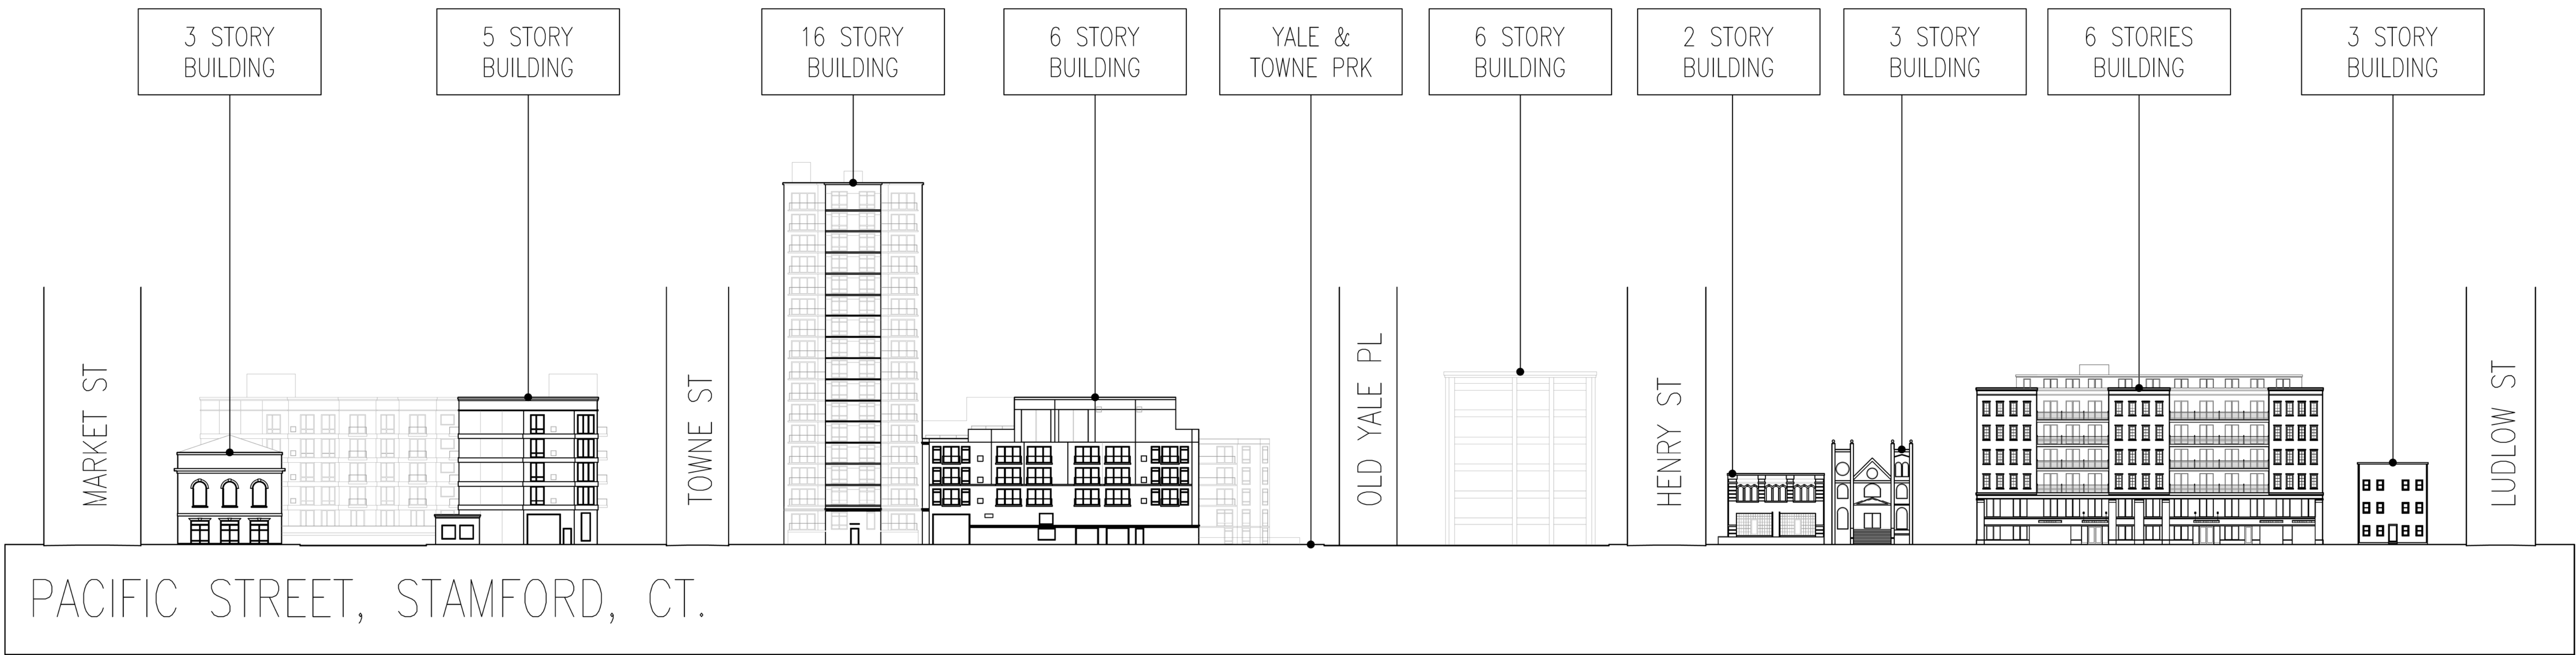 3 STORY
BUILDING
5 STORY
BUILDING
16 STORY
BUILDING
6 STORY
BUILDING
YALE &
TOWNE PRK
6 STORY
BUILDING
2 STORY
BUILDING
3 STORY
BUILDING
6 STORIES
BUILDING
3 STORY
BUILDING
MARKET ST
TOWNE ST
OLD YALE PL
HENRY ST
LUDLOW ST
PACIFIC STREET, STAMFORD, CT.